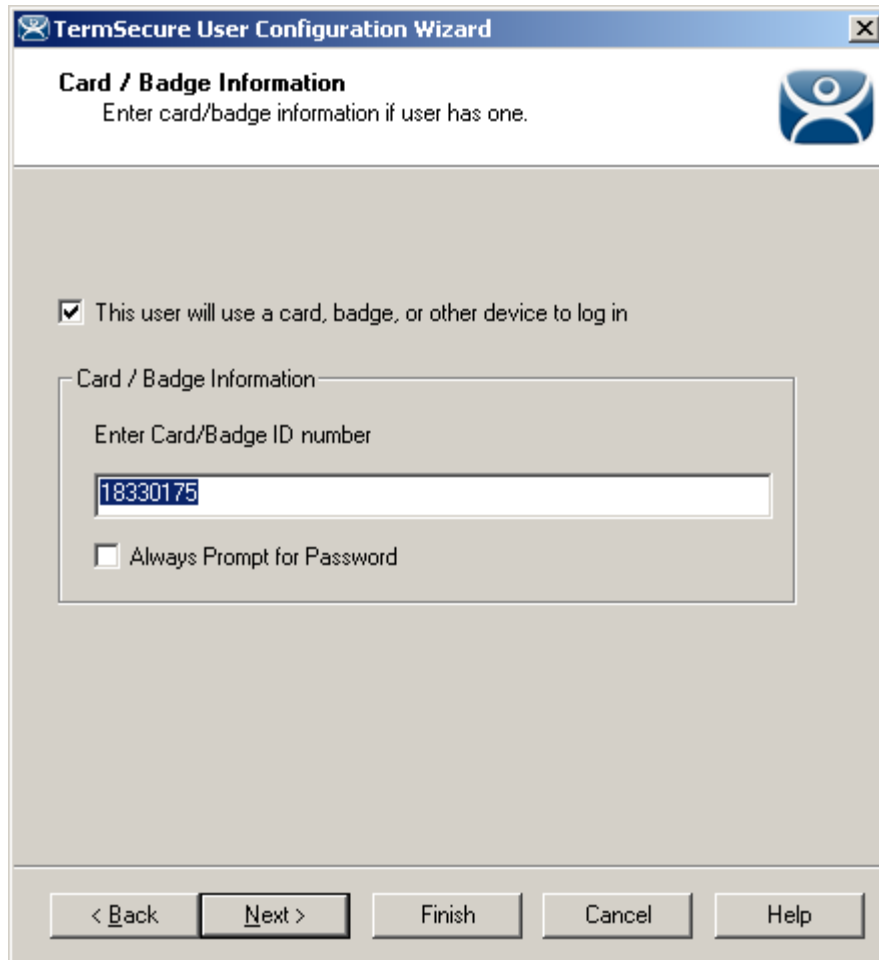 TermSecure User Configuration Wizard
Card / Badge Information
Enter card/badge information if user has one.
This user will use a card, badge, or other device to log in
Card / Badge Information
Enter Card/Badge ID number
18330175
Always Prompt for Password
< Back Next > Finish Cancel Help